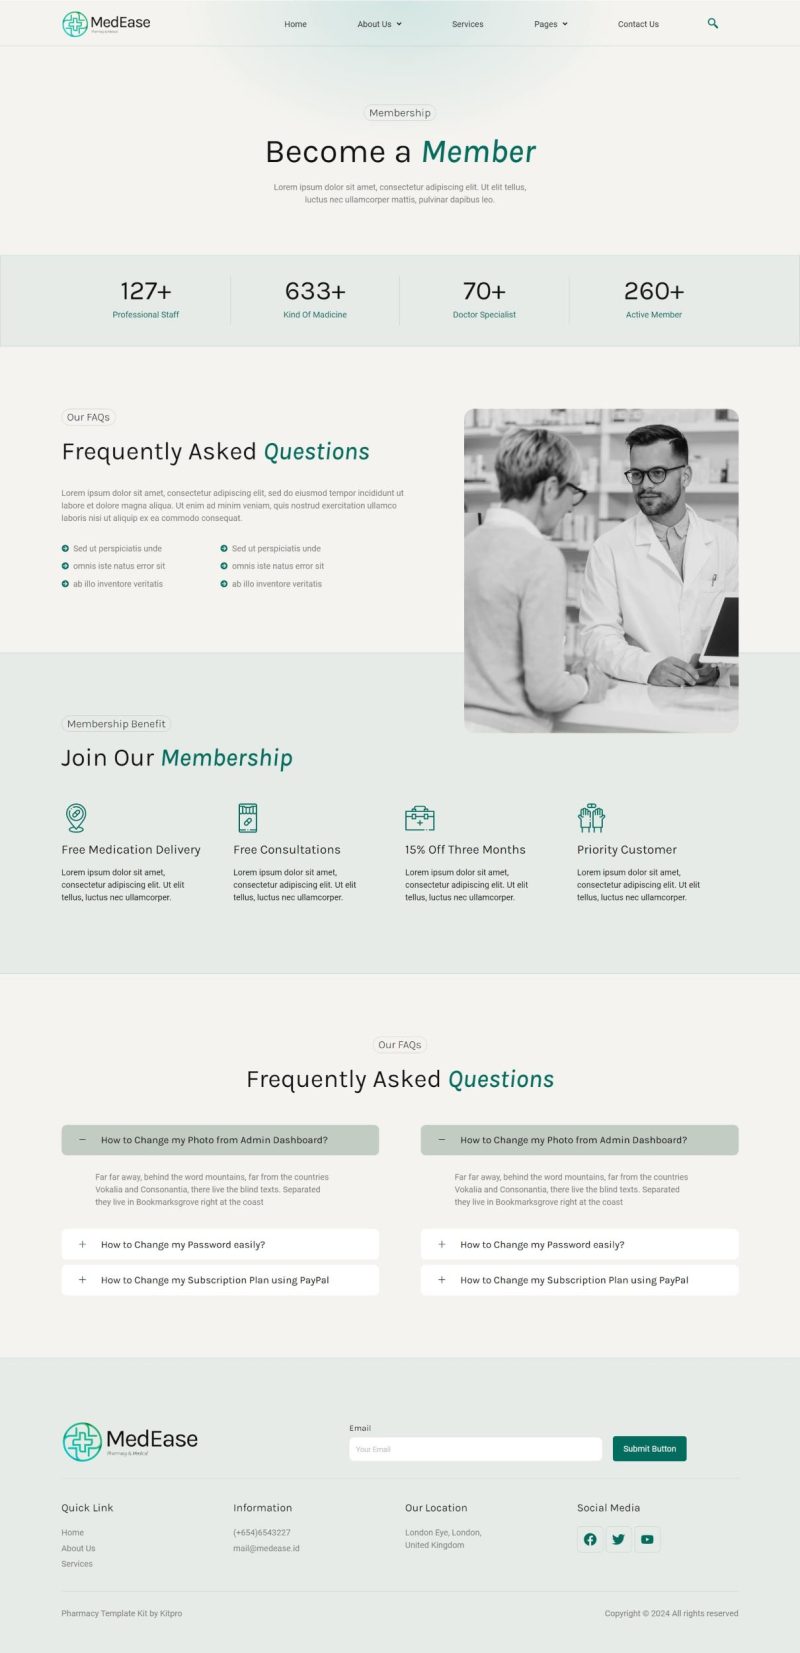 MedEase
Pharmacy & Medical
Home
About Us
Services
Pages
Contact Us
Membership
Become a Member
Lorem ipsum dolor sit amet, consectetur adipiscing elit. Ut elit tellus,
luctus nec ullamcorper mattis, pulvinar dapibus leo.
127+
Professional Staff
633+
Kind Of Madicine
70+
Doctor Specialist
260+
Active Member
Our FAQs
Frequently Asked Questions
Lorem ipsum dolor sit amet, consectetur adipiscing elit, sed do eiusmod tempor incididunt ut
labore et dolore magna aliqua. Ut enim ad minim veniam, quis nostrud exercitation ullamco
laboris nisi ut aliquip ex ea commodo consequat.
Sed ut perspiciatis unde
omnis iste natus error sit
ab illo inventore veritatis
Sed ut perspiciatis unde
omnis iste natus error sit
ab illo inventore veritatis
Membership Benefit
Join Our Membership
Free Medication Delivery
Lorem ipsum dolor sit amet,
consectetur adipiscing elit. Ut elit
tellus, luctus nec ullamcorper.
Free Consultations
Lorem ipsum dolor sit amet,
consectetur adipiscing elit. Ut elit
tellus, luctus nec ullamcorper.
15% Off Three Months
Lorem ipsum dolor sit amet,
consectetur adipiscing elit. Ut elit
tellus, luctus nec ullamcorper.
Priority Customer
Lorem ipsum dolor sit amet,
consectetur adipiscing elit. Ut elit
tellus, luctus nec ullamcorper.
Our FAQs
Frequently Asked Questions
How to Change my Photo from Admin Dashboard?
Far far away, behind the word mountains, far from the countries
Vokalia and Consonantia, there live the blind texts. Separated
they live in Bookmarksgrove right at the coast
How to Change my Password easily?
How to Change my Subscription Plan using PayPal
How to Change my Photo from Admin Dashboard?
Far far away, behind the word mountains, far from the countries
Vokalia and Consonantia, there live the blind texts. Separated
they live in Bookmarksgrove right at the coast
How to Change my Password easily?
How to Change my Subscription Plan using PayPal
MedEase
Pharmacy & Medical
Email
Your Email
Submit Button
Quick Link
Home
About Us
Services
Information
(+654)6543227
mail@medease.id
Our Location
London Eye, London,
United Kingdom
Social Media
Pharmacy Template Kit by Kitpro
Copyright © 2024 All rights reserved